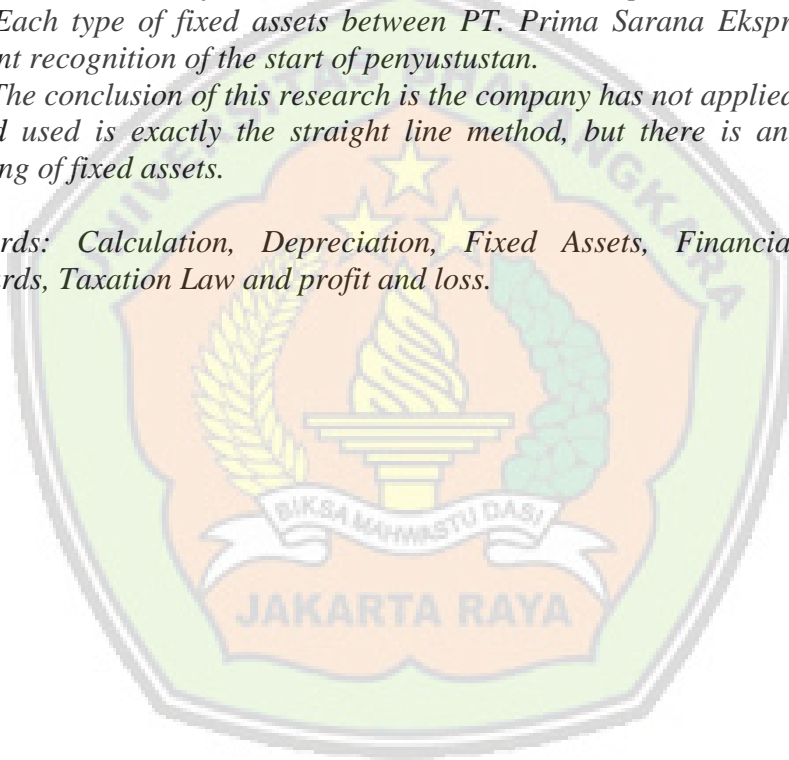 Each type of fixed assets between PT. Prima Sarana Ekspr
nt recognition of the start of penyustustan.
The conclusion of this research is the company has not applied
d used is exactly the straight line method, but there is an
ng of fixed assets.
rds: Calculation, Depreciation, Fixed Assets, Financia
rds, Taxation Law and profit and loss.
UNIVERSITAS BHAYANGKARA
BIKSA MAHWASTU DASI
JAKARTA RAYA